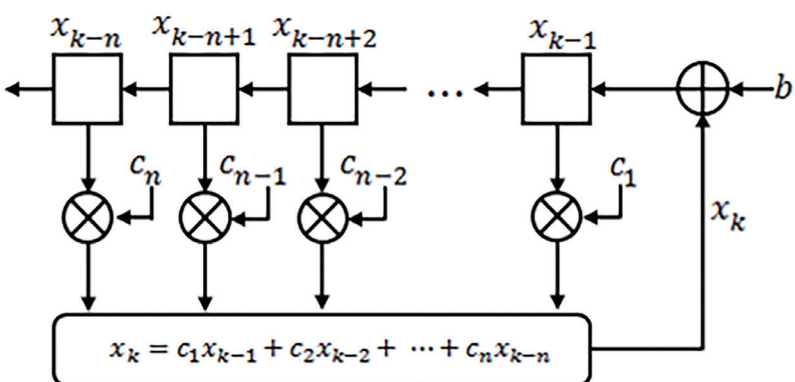 x_{k-n} x_{k-n+1} x_{k-n+2} x_{k-1}
... b
c_n c_{n-1} c_{n-2} c_1
x_k
x_k = c_1x_{k-1} + c_2x_{k-2} + ⋯ + c_nx_{k-n}